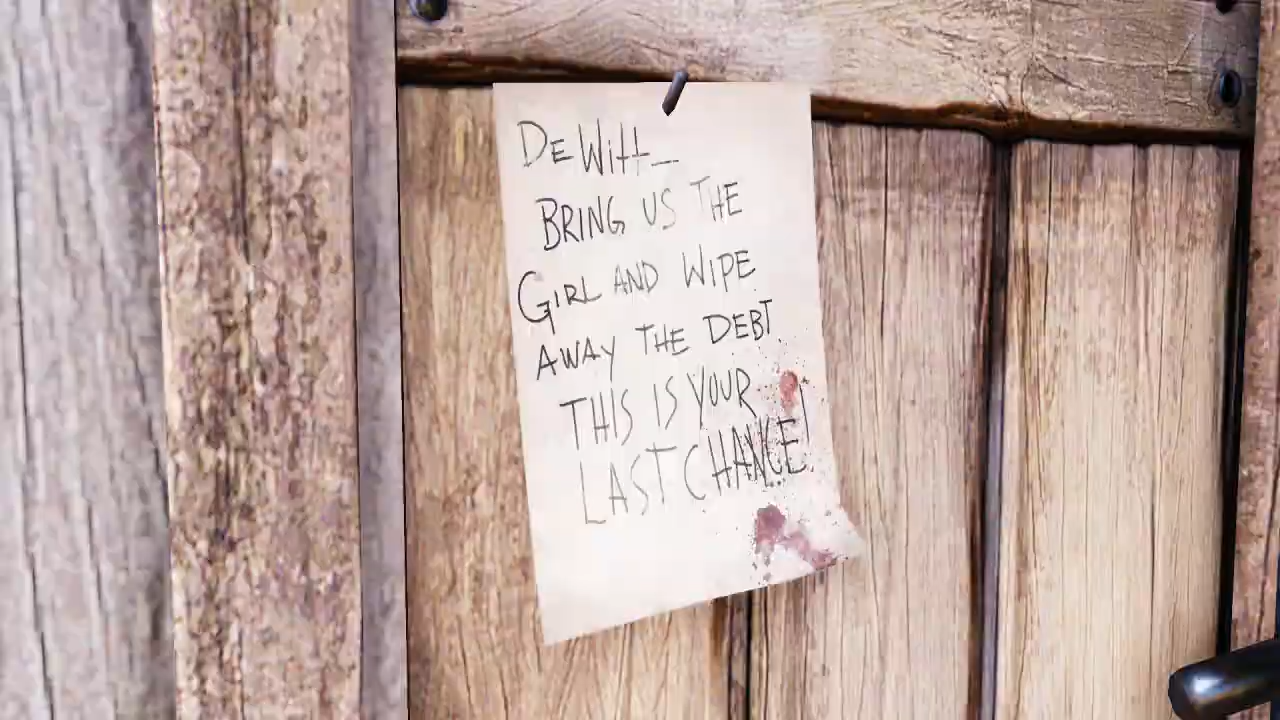 DEWitt_
BRING US THE
GIRL AND WIPE
AWAY THE DEBT
THIS IS YOUR
LAST CHANCE!